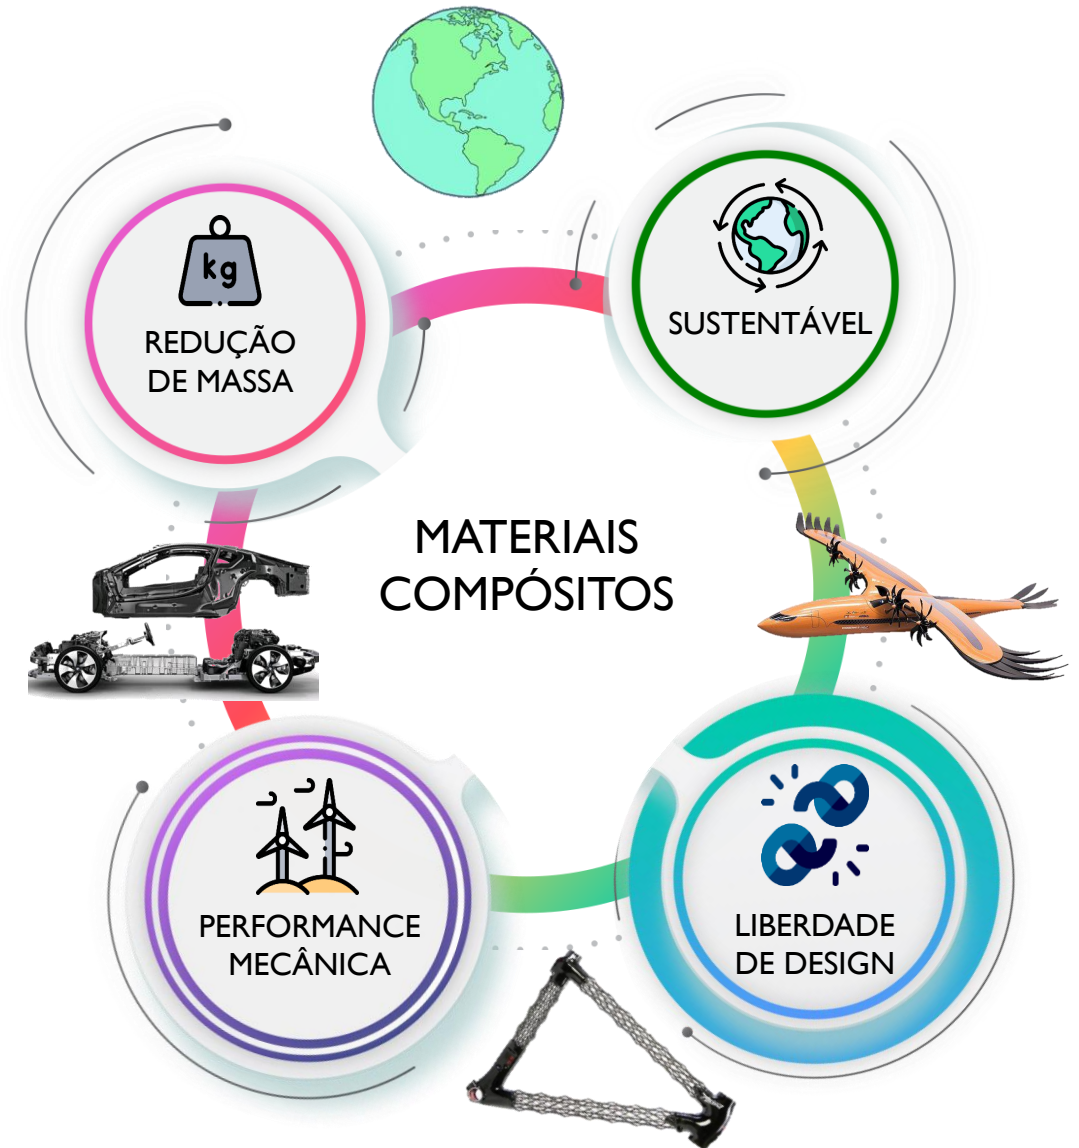 kg
REDUÇÃO
DE MASSA
SUSTENTÁVEL
MATERIAIS
COMPÓSITOS
PERFORMANCE
MECÂNICA
LIBERDADE
DE DESIGN